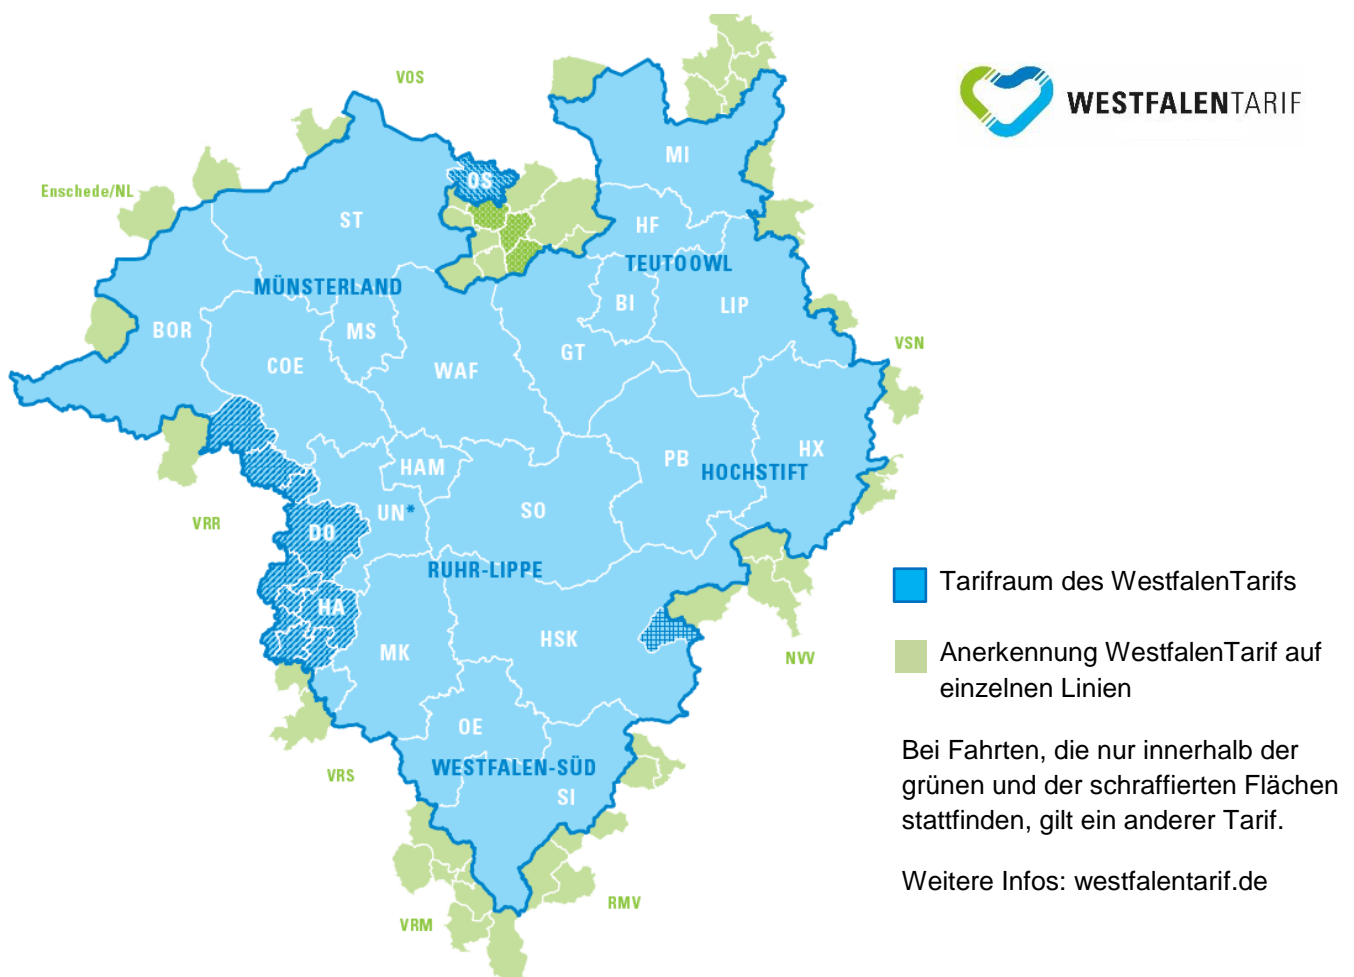 VOS
WESTFALENTARIF
MI
OS
Enschede/NL
ST
HF
TEUTOOWL
MÜNSTERLAND
BI
LIP
BOR
MS
VSN
COE
WAF
GT
HAM
PB
HX
HOCHSTIFT
VRR
UN*
SO
DO
RUHR-LIPPE
Tarifraum des WestfalenTarifs
HA
HSK
MK
NVV
Anerkennung WestfalenTarif auf
einzelnen Linien
OE
VRS
WESTFALEN-SÜD
SI
Bei Fahrten, die nur innerhalb der
grünen und der schraffierten Flächen
stattfinden, gilt ein anderer Tarif.
Weitere Infos: westfalentarif.de
RMV
VRM